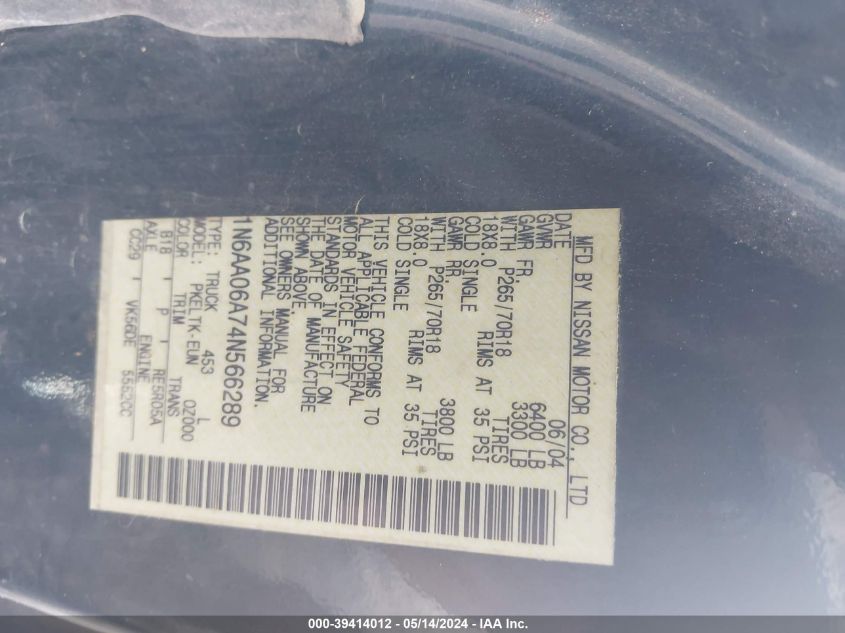 MFD BY NISSAN MOTOR CO., LTD
DATE 06/04
GVWR 6400 LB
GAWR FR. 3300 LB
WITH P265/70R18 TIRES
18X8.0 RIMS AT 35 PSI
COLD SINGLE
GAWR RR. 3800 LB
WITH P265/70R18 TIRES
18X8.0 RIMS AT 35 PSI
COLD SINGLE
THIS VEHICLE CONFORMS TO
ALL APPLICABLE FEDERAL
MOTOR VEHICLE SAFETY
STANDARDS IN EFFECT ON
THE DATE OF MANUFACTURE
SHOWN ABOVE.
SEE OWNERS MANUAL FOR
ADDITIONAL INFORMATION.
1N6AA06A74N566289
TYPE: TRUCK 453 L
MODEL: PKELTK-EUN 02000
COLOR TRIM TRANS
B18 P RE5R05A
AXLE ENGINE
CC29 VK56DE 5562CC
000-39414012 - 05/14/2024 - IAA Inc.